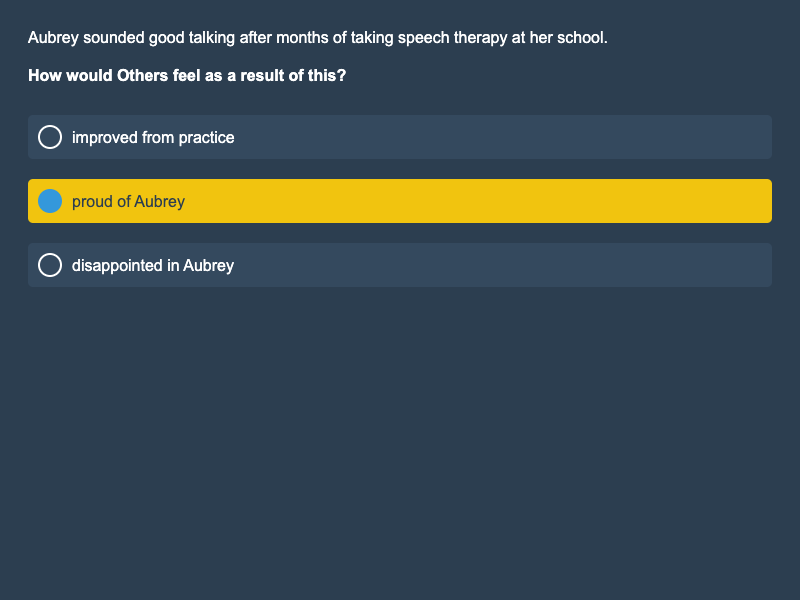 Aubrey sounded good talking after months of taking speech therapy at her school.
How would Others feel as a result of this?
improved from practice
proud of Aubrey
disappointed in Aubrey